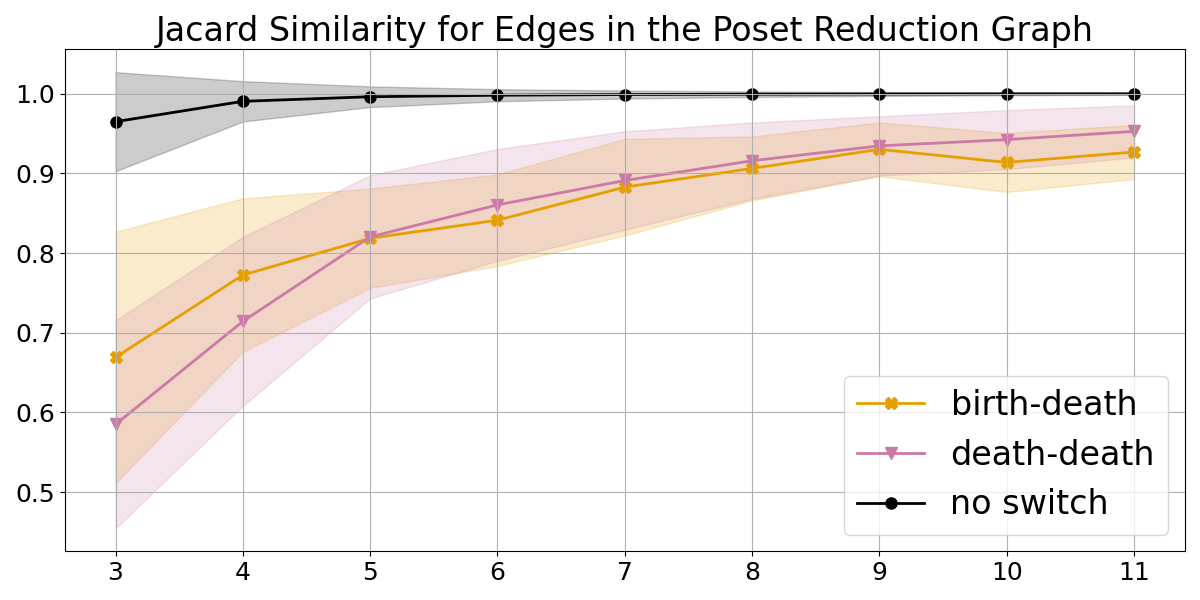 Jacard Similarity for Edges in the Poset Reduction Graph
1.0
0.9
0.8
0.7
0.6
0.5
birth-death
death-death
no switch
3 4 5 6 7 8 9 10 11